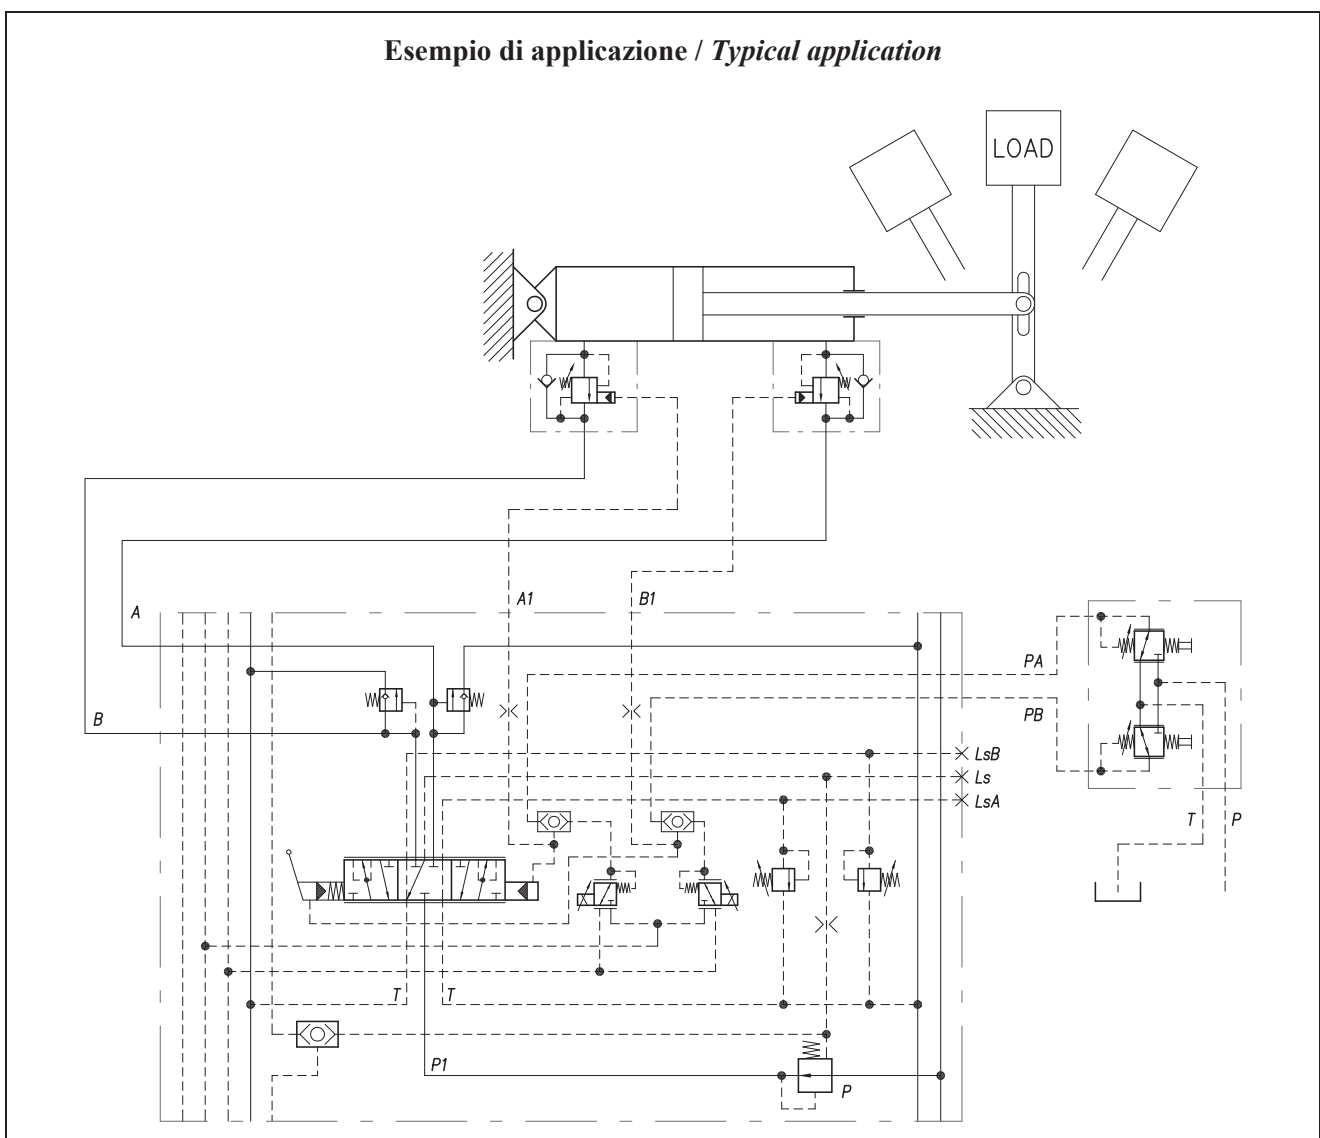 Esempio di applicazione / Typical application
LOAD
A
A1
B1
PA
B
PB
LsB
Ls
LsA
T
P
T
T
P1
P